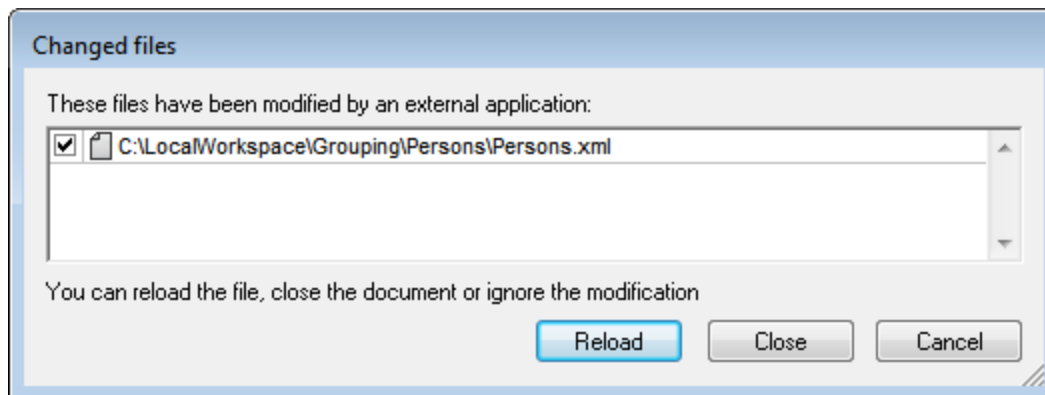 Changed files
These files have been modified by an external application:
C:\LocalWorkspace\Grouping\Persons\Persons.xml
You can reload the file, close the document or ignore the modification
Reload Close Cancel